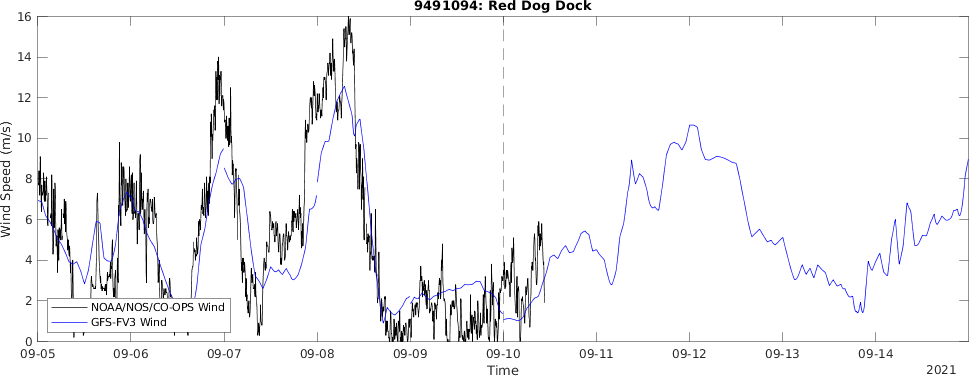 9491094: Red Dog Dock
Wind Speed (m/s)
16
14
12
10
8
6
4
2
0
NOAA/NOS/CO-OPS Wind
GFS-FV3 Wind
09-05 09-06 09-07 09-08 09-09 09-10 09-11 09-12 09-13 09-14
Time
2021